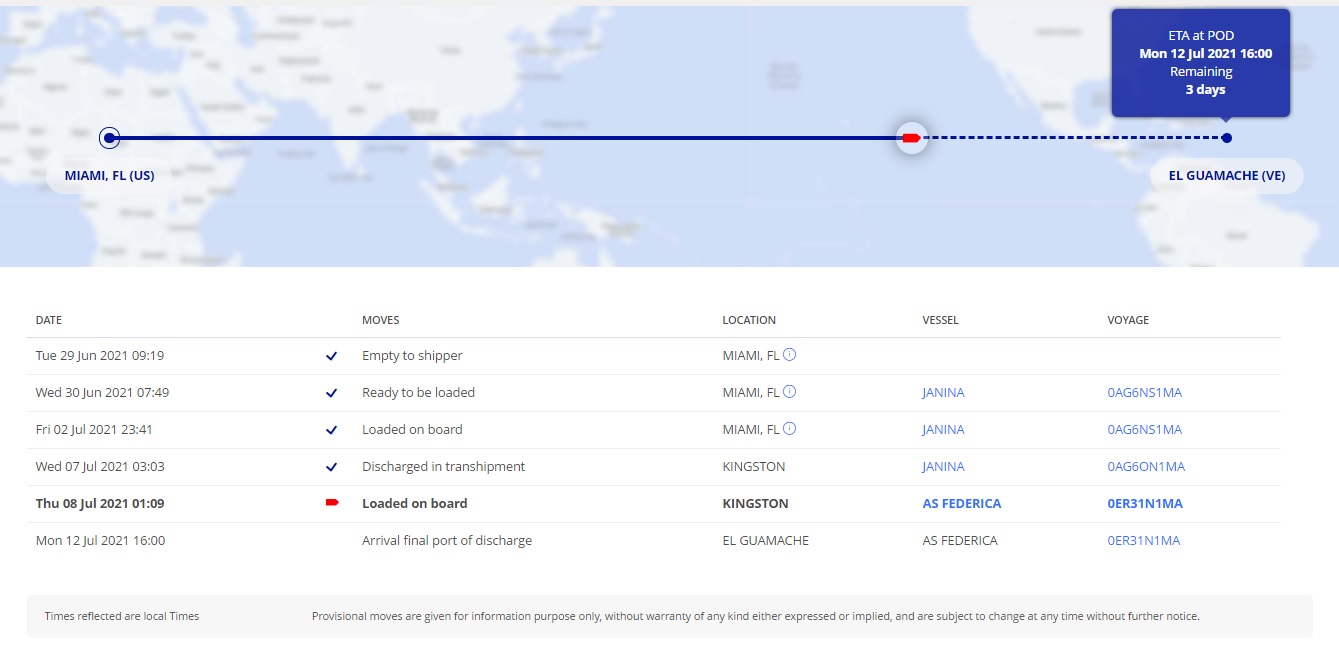 ETA at POD
Mon 12 Jul 2021 16:00
Remaining
3 days
MIAMI, FL (US)
EL GUAMACHE (VE)
DATE MOVES LOCATION VESSEL VOYAGE
Tue 29 Jun 2021 09:19 Empty to shipper MIAMI, FL
Wed 30 Jun 2021 07:49 Ready to be loaded MIAMI, FL JANINA 0AG6NS1MA
Fri 02 Jul 2021 23:41 Loaded on board MIAMI, FL JANINA 0AG6NS1MA
Wed 07 Jul 2021 03:03 Discharged in transhipment KINGSTON JANINA 0AG6ON1MA
Thu 08 Jul 2021 01:09 Loaded on board KINGSTON AS FEDERICA 0ER31N1MA
Mon 12 Jul 2021 16:00 Arrival final port of discharge EL GUAMACHE AS FEDERICA 0ER31N1MA
Times reflected are local Times Provisional moves are given for information purpose only, without warranty of any kind either expressed or implied, and are subject to change at any time without further notice.